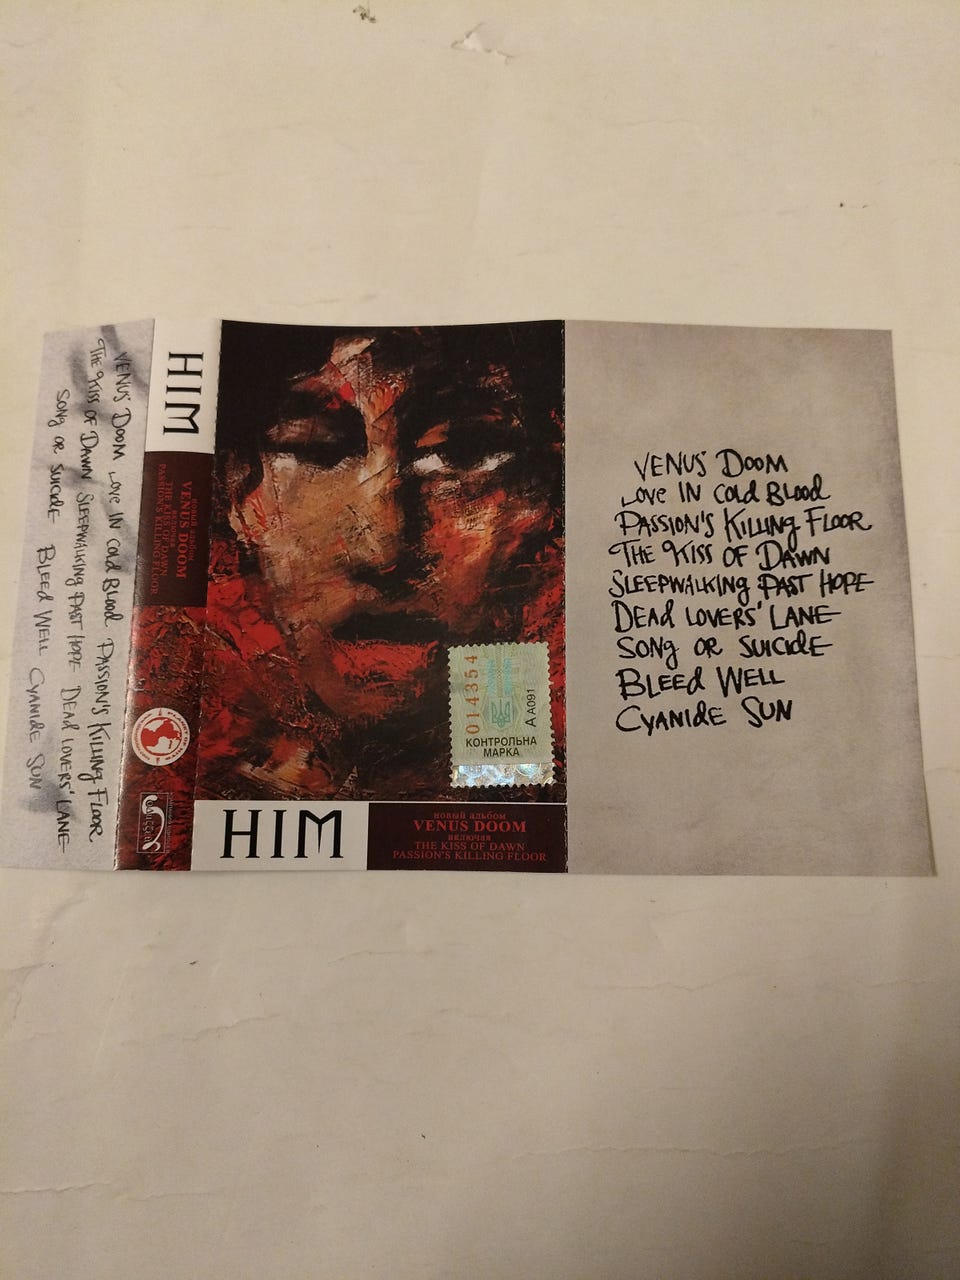 VENUS DOOM LOVE IN COLD BLOOD PASSION'S KILLING FLOOR
THE KISS OF DAWN SLEEPWALKING PAST HOPE DEAD LOVERS' LANE
SONG OR SUICIDE BLEED WELL CYANIDE SUN
HIM
новый альбом
VENUS DOOM
включая
THE KISS OF DAWN
PASSION'S KILLING FLOOR
014354
А А091
КОНТРОЛЬНА
МАРКА
HIM
новый альбом
VENUS DOOM
включая
THE KISS OF DAWN
PASSION'S KILLING FLOOR
VENUS DOOM
LOVE IN COLD BLOOD
PASSION'S KILLING FLOOR
THE KISS OF DAWN
SLEEPWALKING PAST HOPE
DEAD LOVERS' LANE
SONG OR SUICIDE
BLEED WELL
CYANIDE SUN